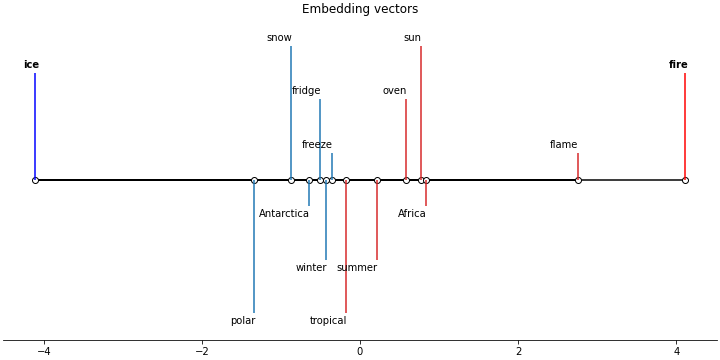 Embedding vectors
snow
sun
ice
fire
fridge
oven
freeze
flame
Antarctica
Africa
winter
summer
polar
tropical
−4
−2
0
2
4